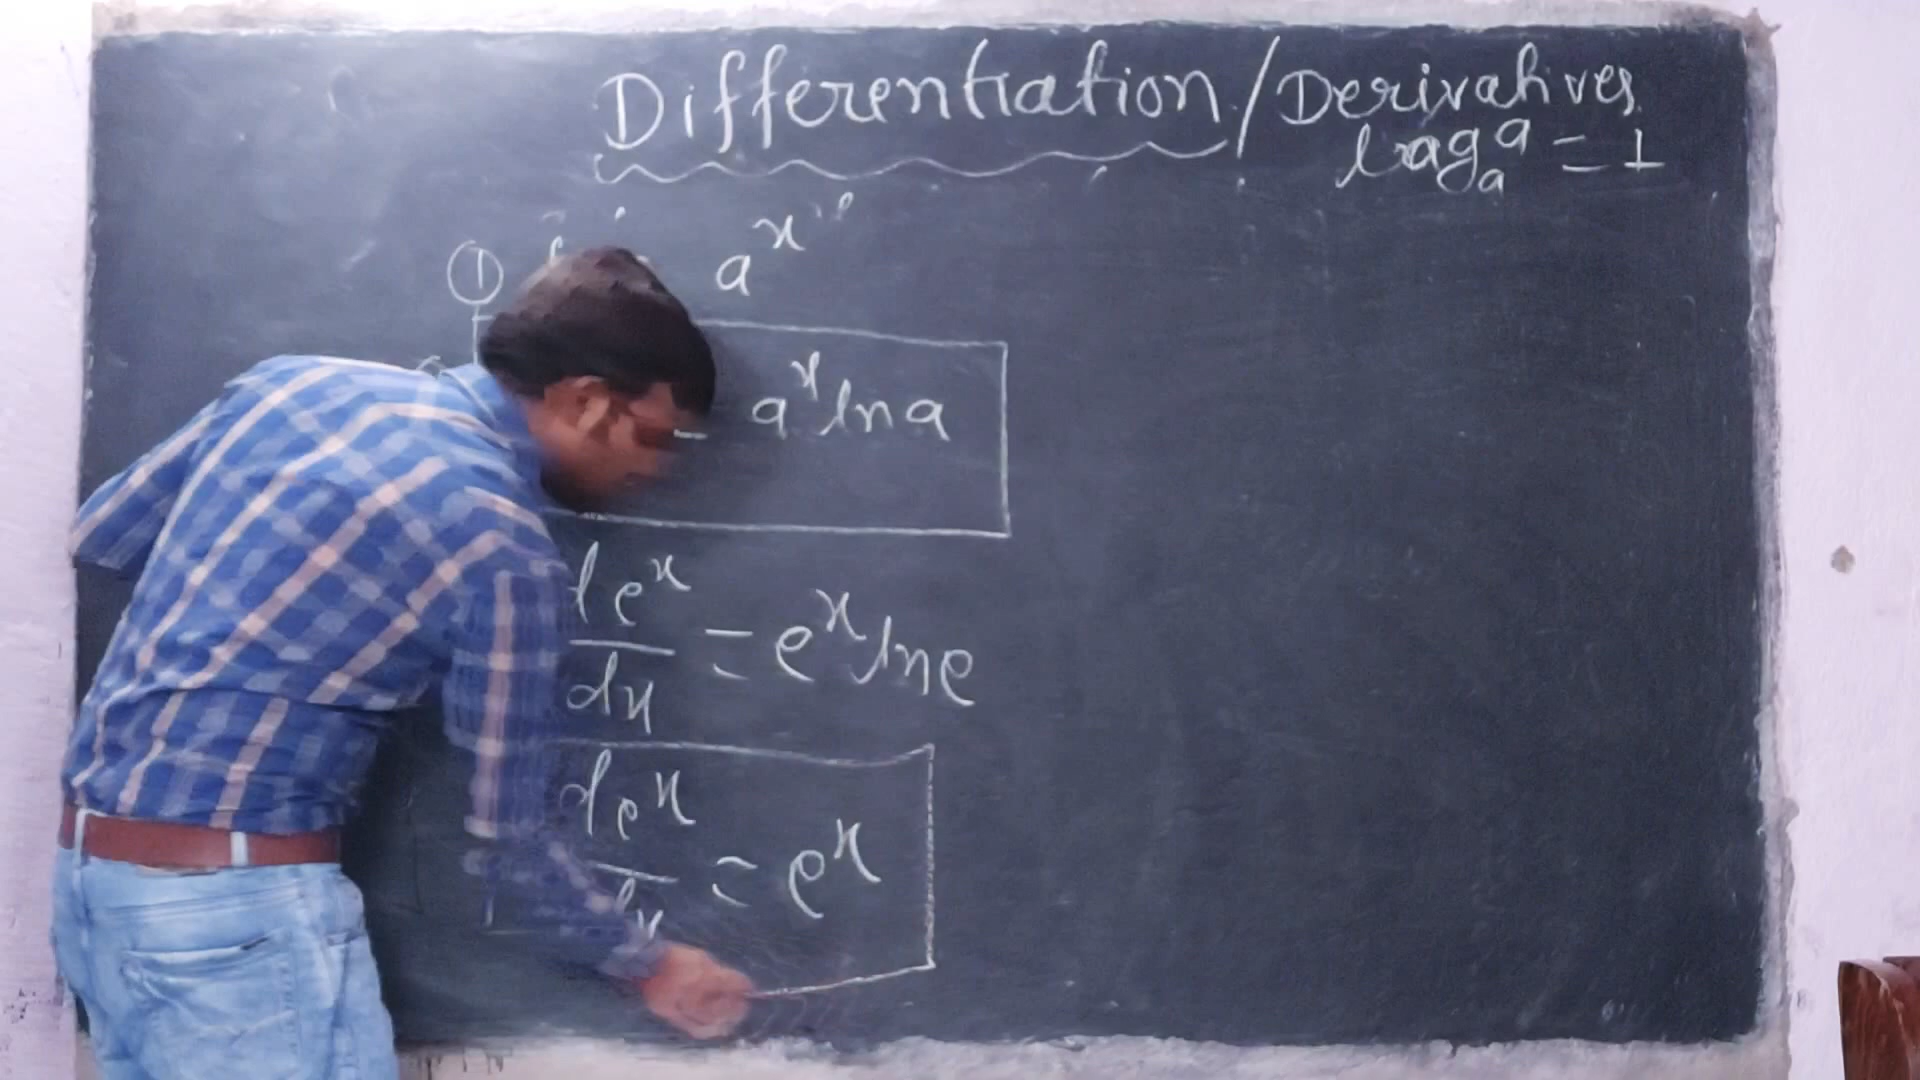 Differentiation / Derivatives
log_a a = 1
① a^x
= a^x ln a
de^x/dx = e^x ln e
de^x/dx = e^x